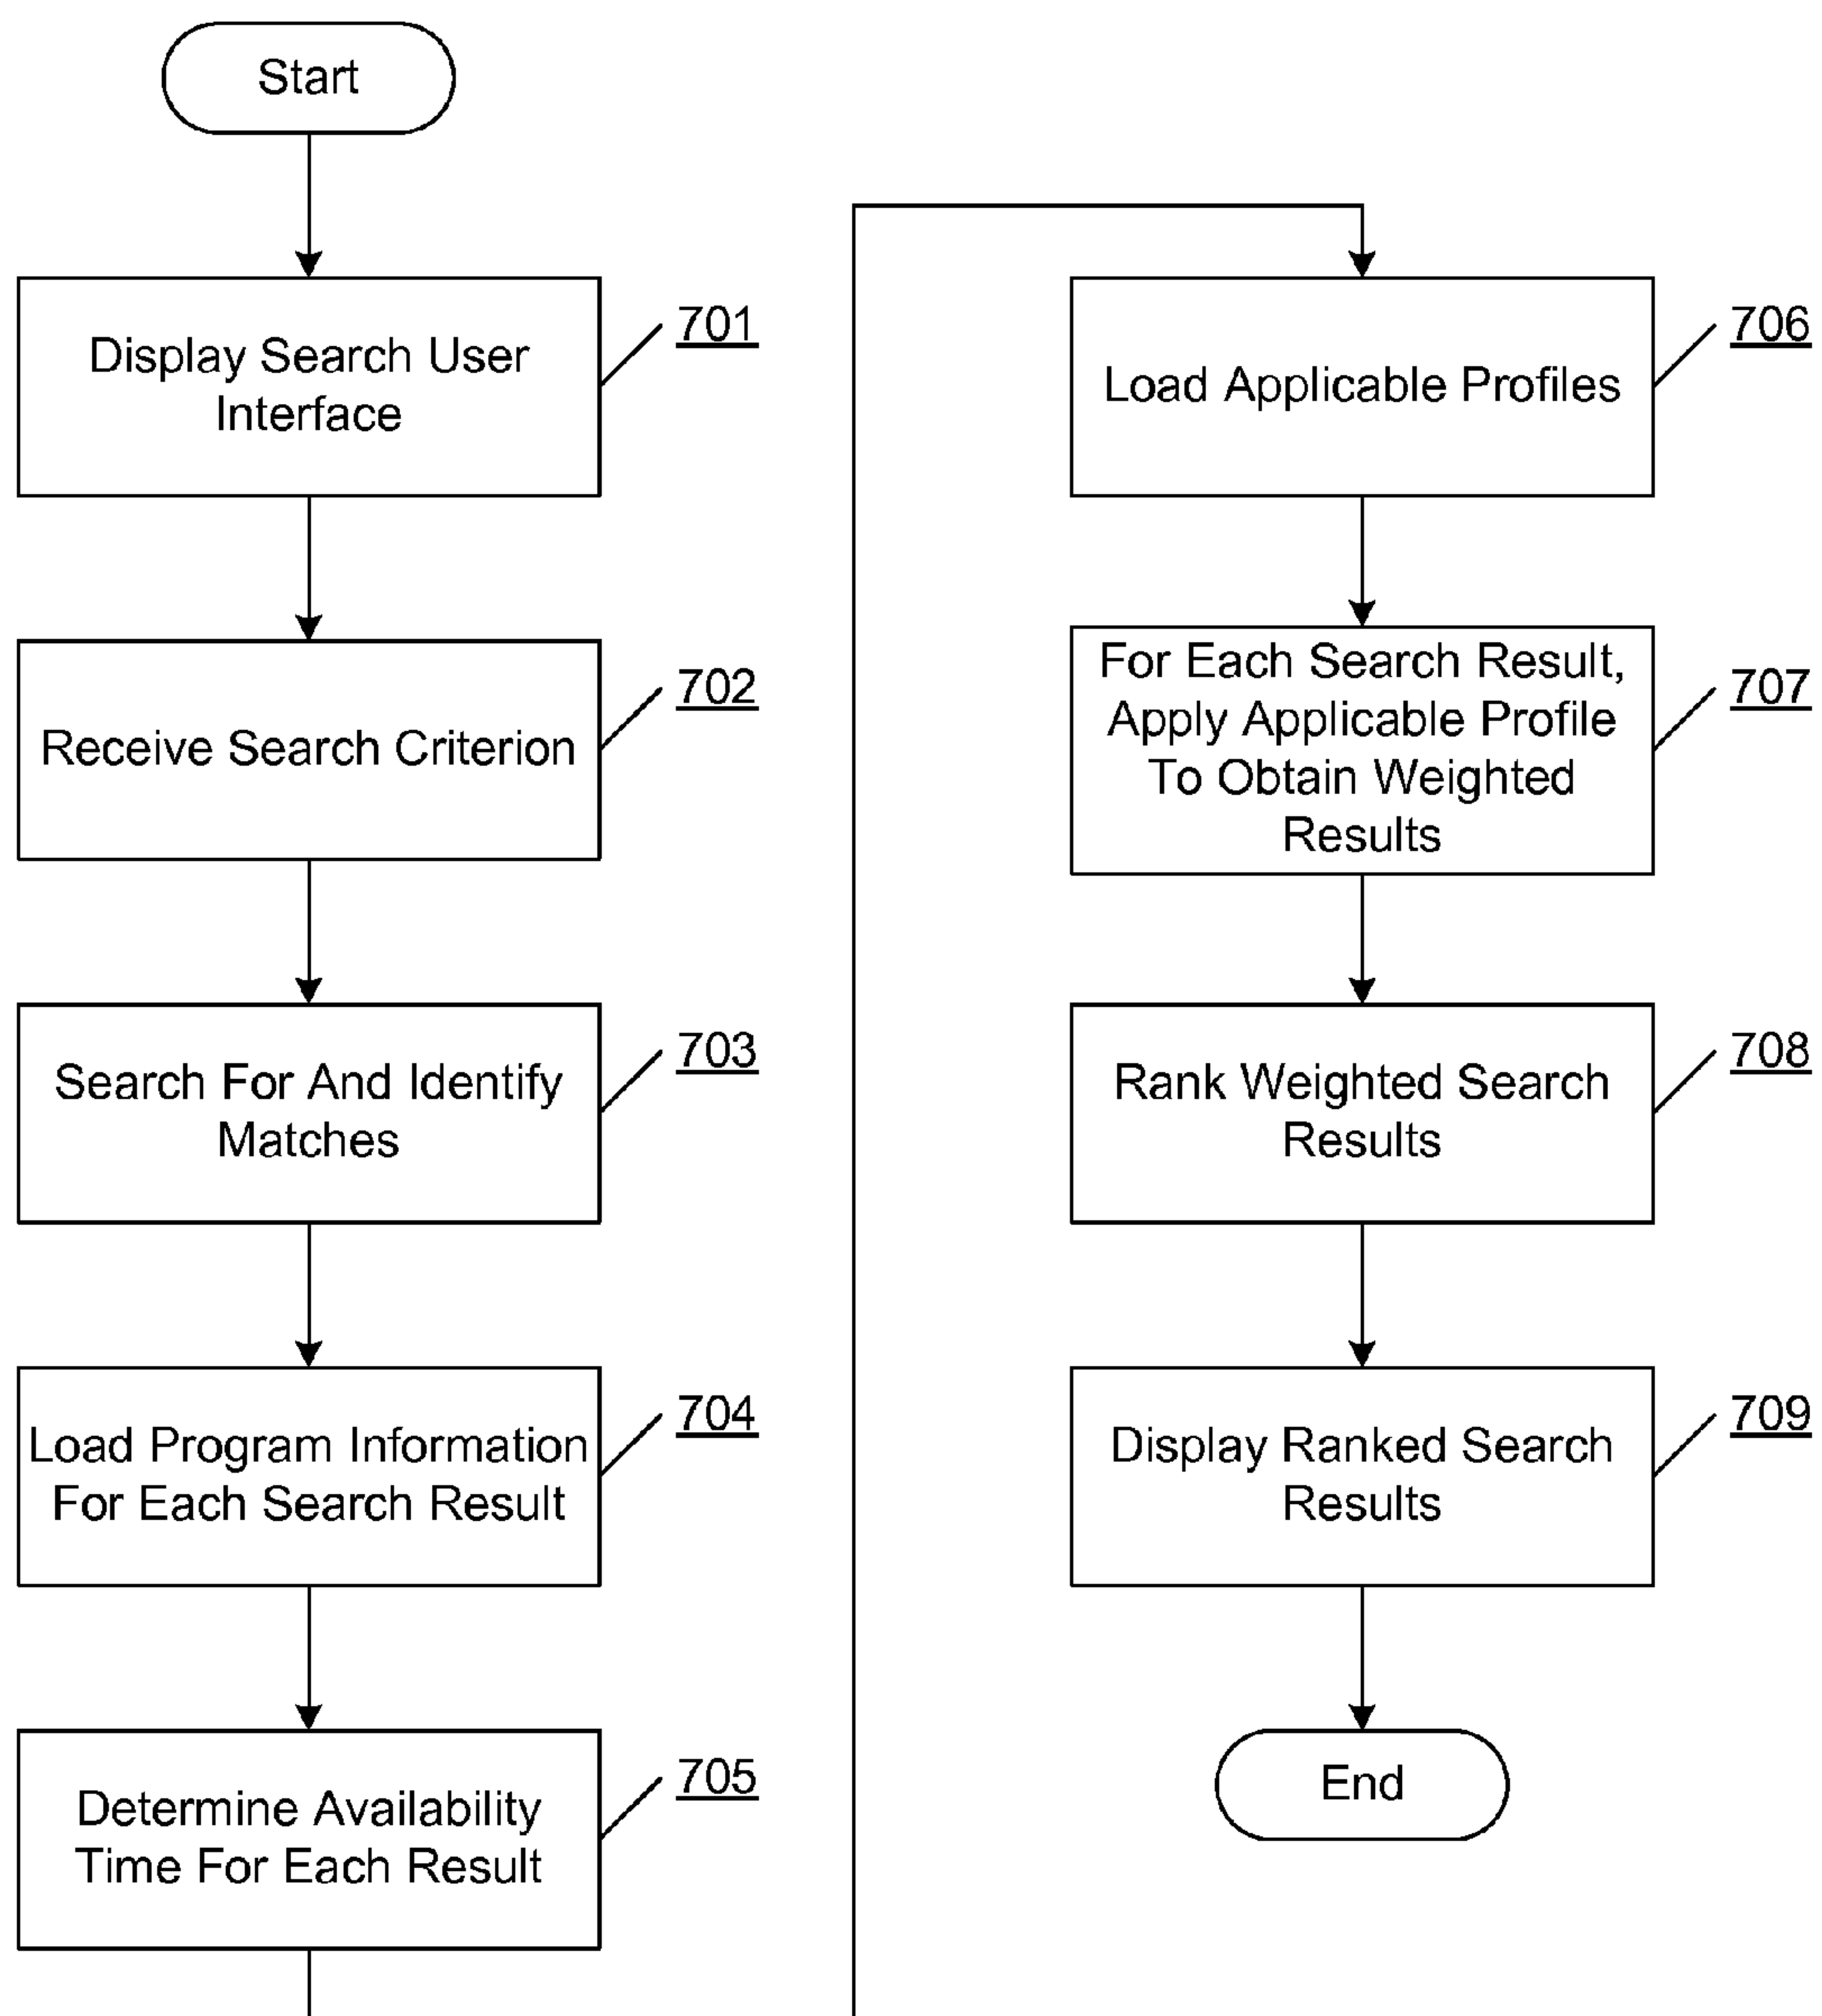 Start
Display Search User
Interface
701
Receive Search Criterion
702
Search For And Identify
Matches
703
Load Program Information
For Each Search Result
704
Determine Availability
Time For Each Result
705
Load Applicable Profiles
706
For Each Search Result,
Apply Applicable Profile
To Obtain Weighted
Results
707
Rank Weighted Search
Results
708
Display Ranked Search
Results
709
End